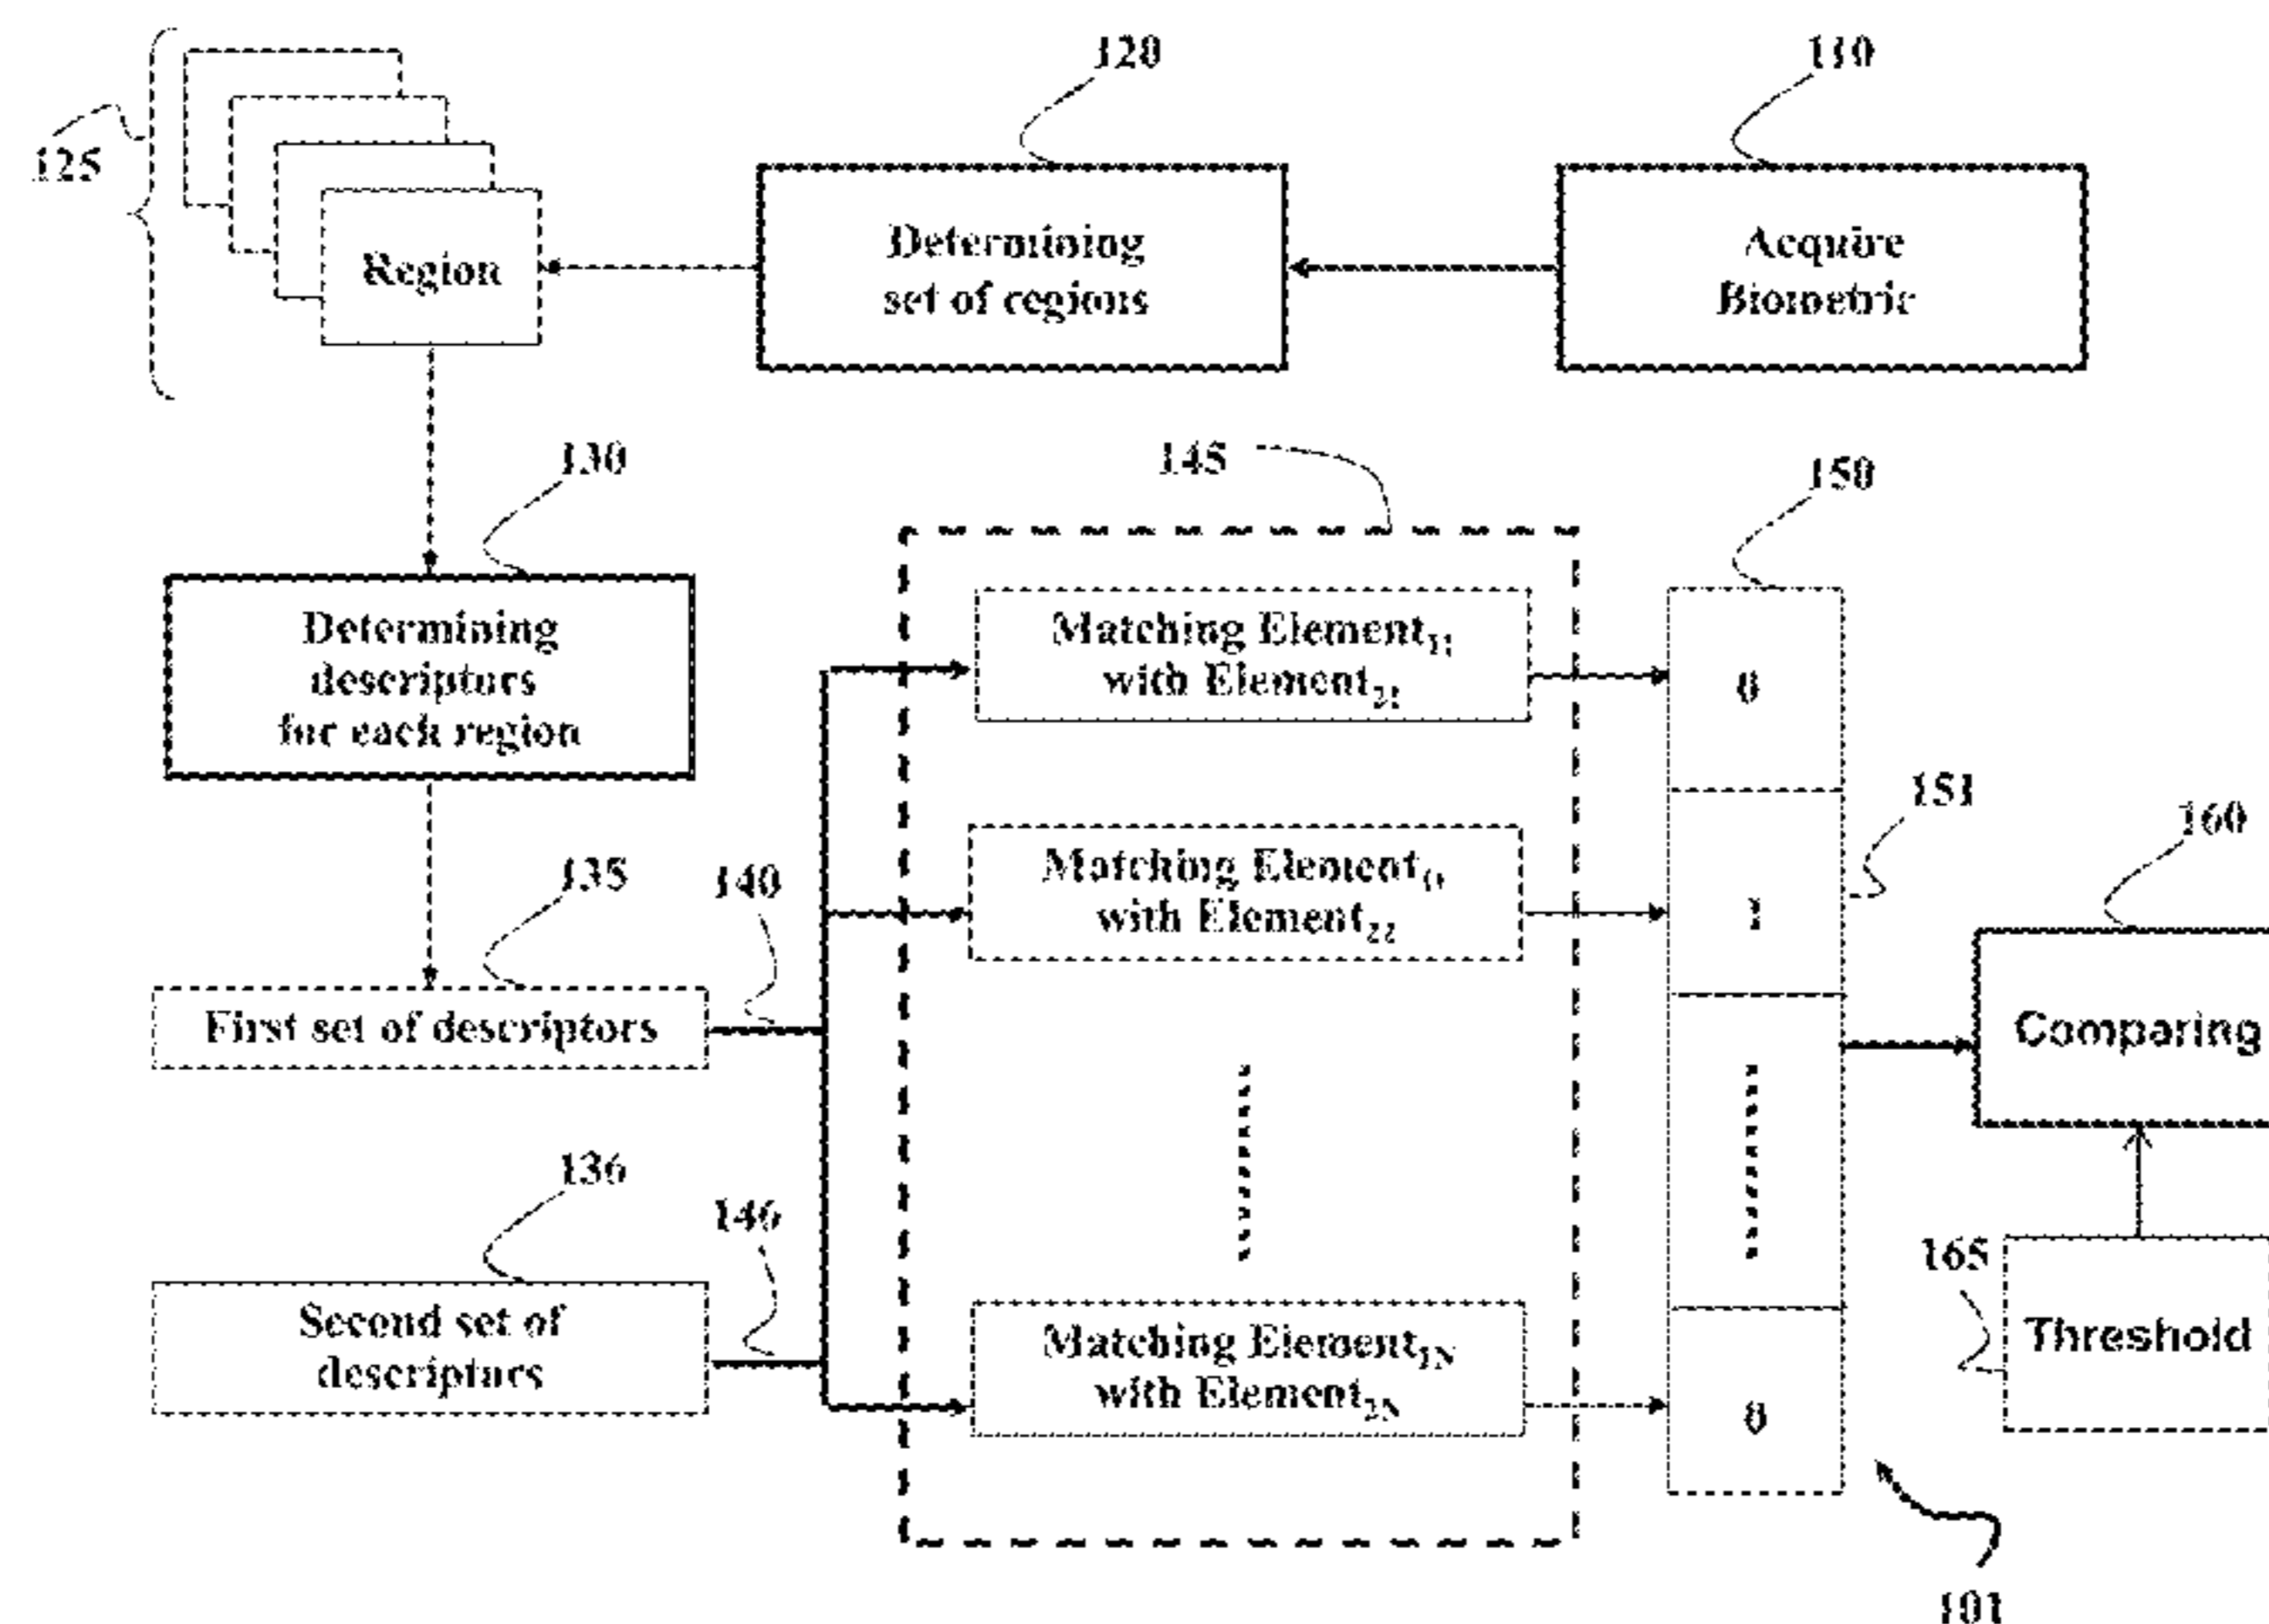 120
110
125
Region
Determining
set of regions
Acquire
Biometric
130
145
150
Determining
descriptors
for each region
Matching Element₁₁
with Element₂₁
0
151
160
135
140
Matching Element
with Element₂₂
1
First set of descriptors
Comparing
136
146
165
Second set of
descriptors
Matching Element₁N
with Element₂N
0
Threshold
101